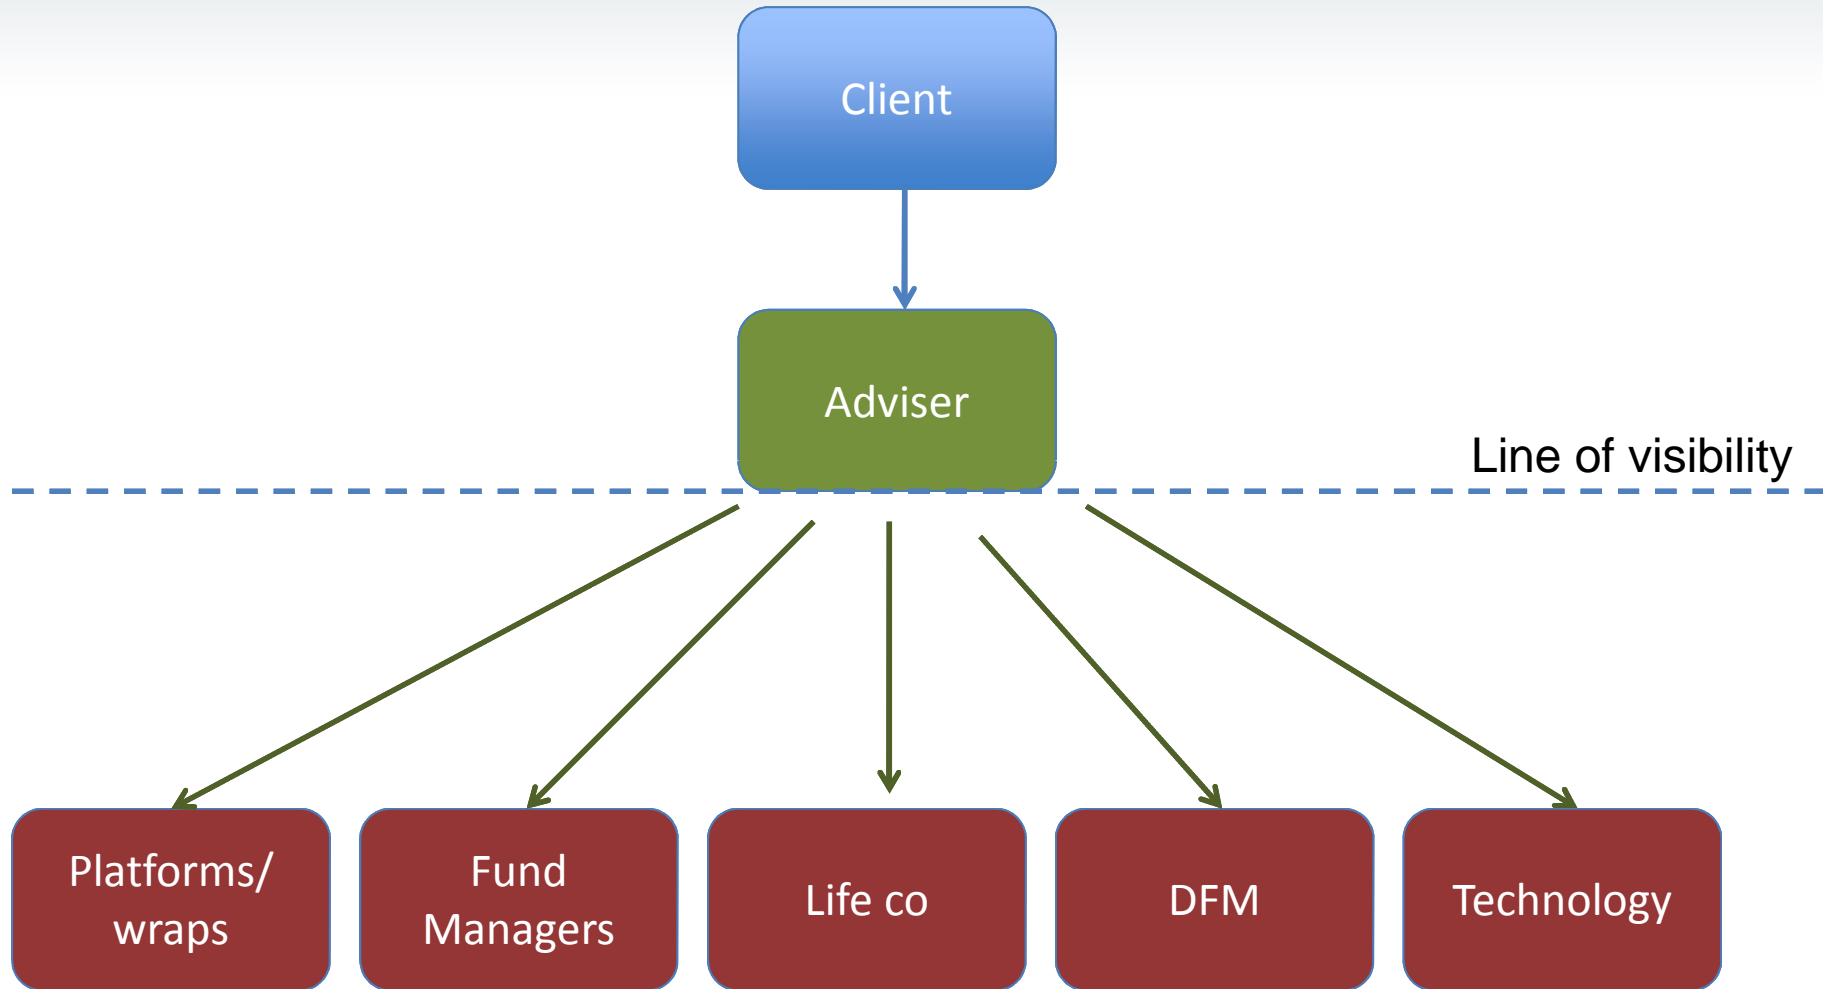 Client
Adviser
Line of visibility
Platforms/
wraps
Fund
Managers
Life co
DFM
Technology